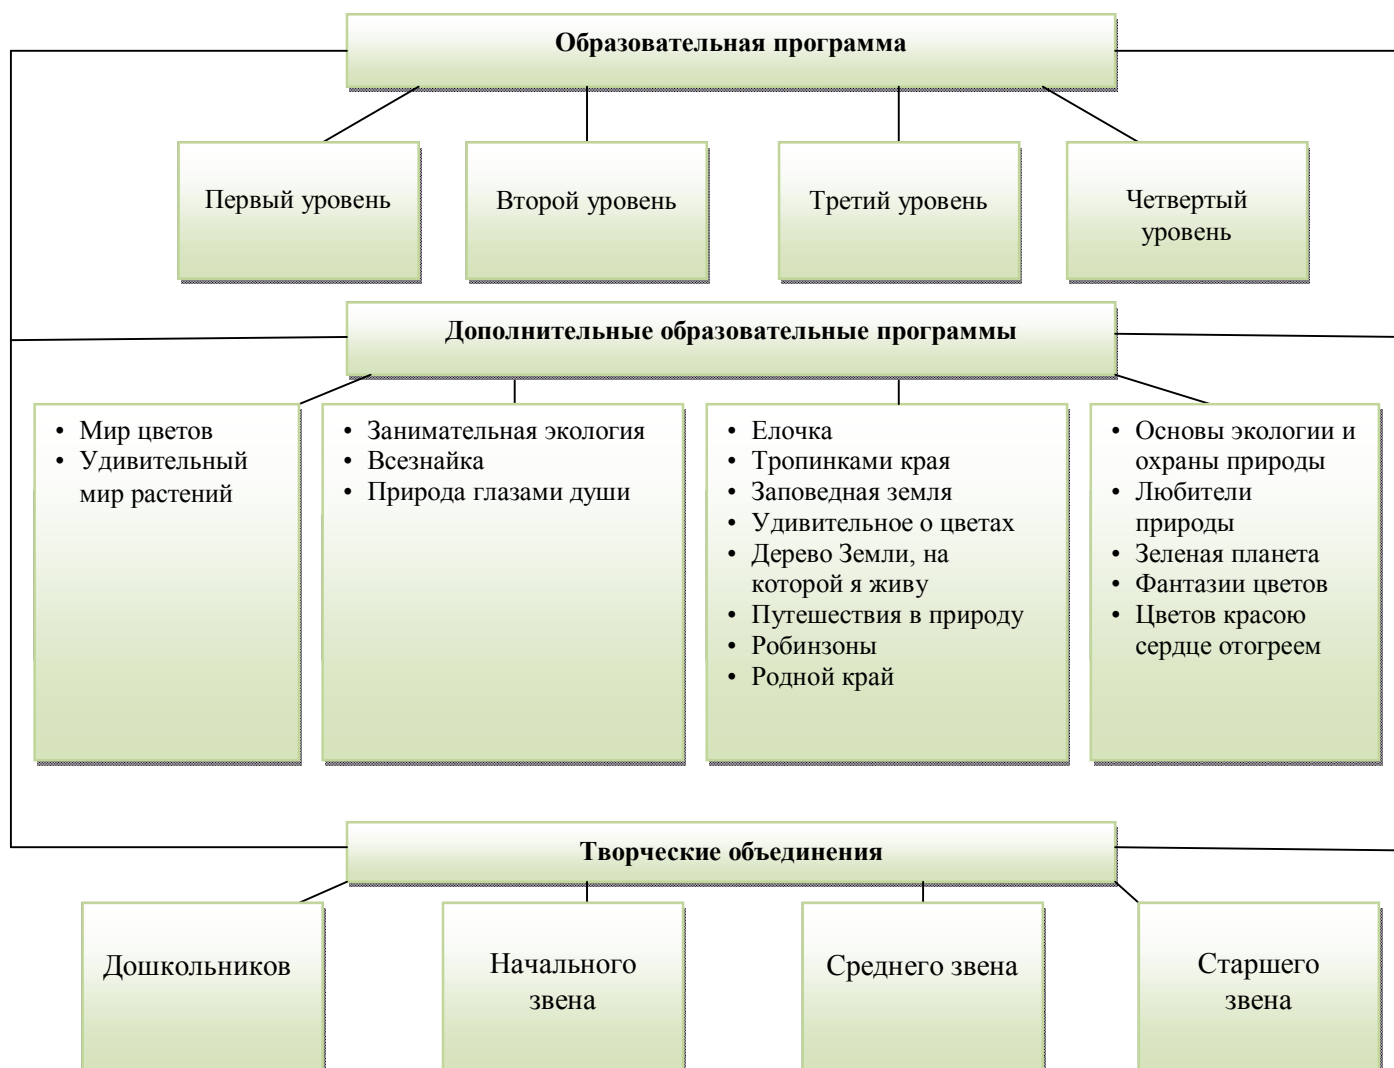 Образовательная программа
Первый уровень
Второй уровень
Третий уровень
Четвертый
уровень
Дополнительные образовательные программы
• Мир цветов
• Удивительный
мир растений
• Занимательная экология
• Всезнайка
• Природа глазами души
• Елочка
• Тропинками края
• Заповедная земля
• Удивительное о цветах
• Дерево Земли, на
которой я живу
• Путешествия в природу
• Робинзоны
• Родной край
• Основы экологии и
охраны природы
• Любители
природы
• Зеленая планета
• Фантазии цветов
• Цветов красою
сердце отогреем
Творческие объединения
Дошкольников
Начального
звена
Среднего звена
Старшего
звена